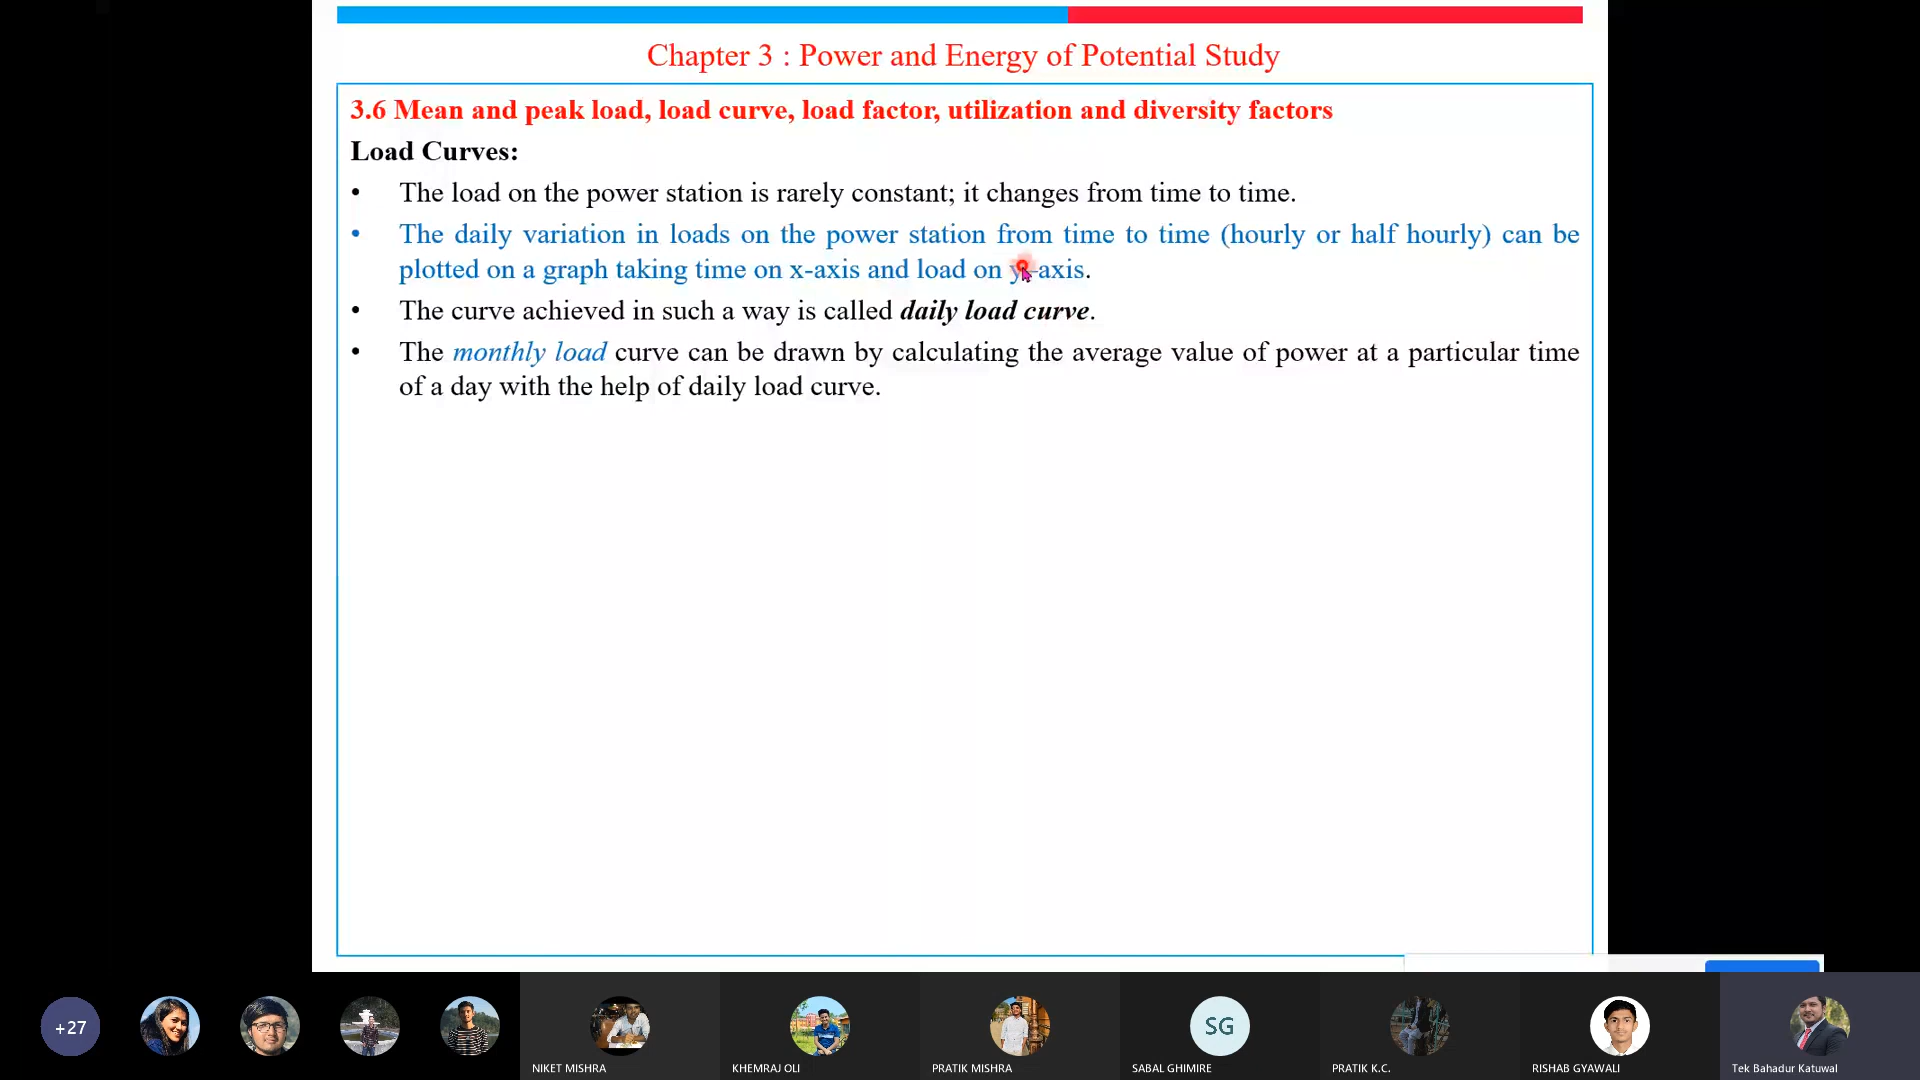 Chapter 3 : Power and Energy of Potential Study
3.6 Mean and peak load, load curve, load factor, utilization and diversity factors
Load Curves:
• The load on the power station is rarely constant; it changes from time to time.
• The daily variation in loads on the power station from time to time (hourly or half hourly) can be
plotted on a graph taking time on x-axis and load on y-axis.
• The curve achieved in such a way is called daily load curve.
• The monthly load curve can be drawn by calculating the average value of power at a particular time
of a day with the help of daily load curve.
+27
SG
NIKET MISHRA
KHEMRAJ OLI
PRATIK MISHRA
SABAL GHIMIRE
PRATIK K.C.
RISHAB GYAWALI
Tek Bahadur Katuwal